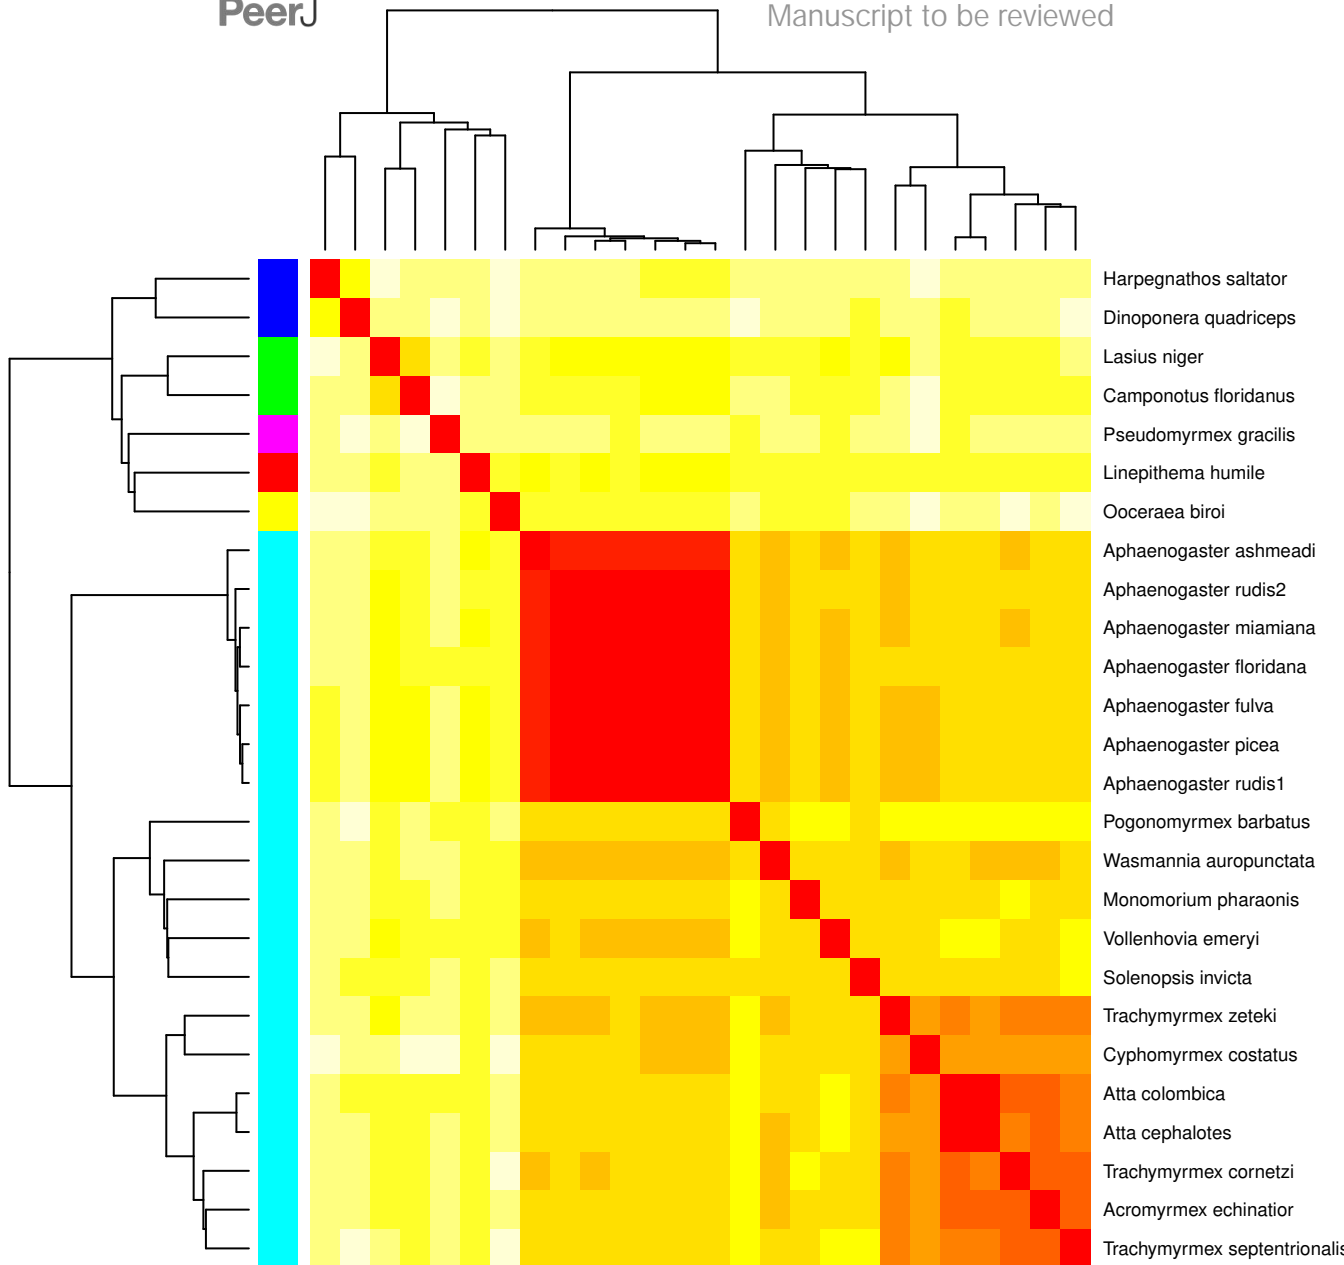 PeerJ
Manuscript to be reviewed
Harpegnathos saltator
Dinoponera quadriceps
Lasius niger
Camponotus floridanus
Pseudomyrmex gracilis
Linepithema humile
Ooceraea biroi
Aphaenogaster ashmeadi
Aphaenogaster rudis2
Aphaenogaster miamiana
Aphaenogaster floridana
Aphaenogaster fulva
Aphaenogaster picea
Aphaenogaster rudis1
Pogonomyrmex barbatus
Wasmannia auropunctata
Monomorium pharaonis
Vollenhovia emeryi
Solenopsis invicta
Trachymyrmex zeteki
Cyphomyrmex costatus
Atta colombica
Atta cephalotes
Trachymyrmex cornetzi
Acromyrmex echinatior
Trachymyrmex septentrionalis